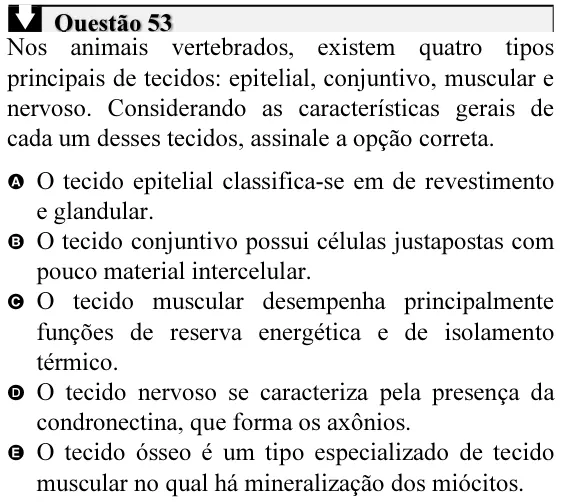 Questão 53
Nos animais vertebrados, existem quatro tipos
principais de tecidos: epitelial, conjuntivo, muscular e
nervoso. Considerando as características gerais de
cada um desses tecidos, assinale a opção correta.
A O tecido epitelial classifica-se em de revestimento
e glandular.
B O tecido conjuntivo possui células justapostas com
pouco material intercelular.
C O tecido muscular desempenha principalmente
funções de reserva energética e de isolamento
térmico.
D O tecido nervoso se caracteriza pela presença da
condronectina, que forma os axônios.
E O tecido ósseo é um tipo especializado de tecido
muscular no qual há mineralização dos miócitos.